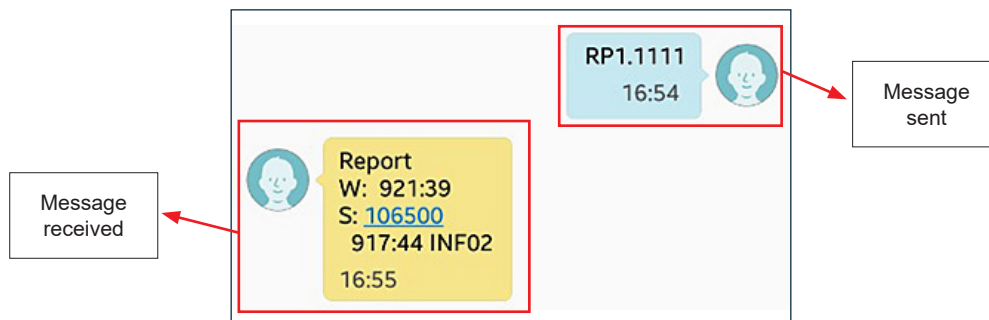 RP1.1111
16:54
Message
sent
Report
W: 921:39
S: 106500
917:44 INF02
16:55
Message
received